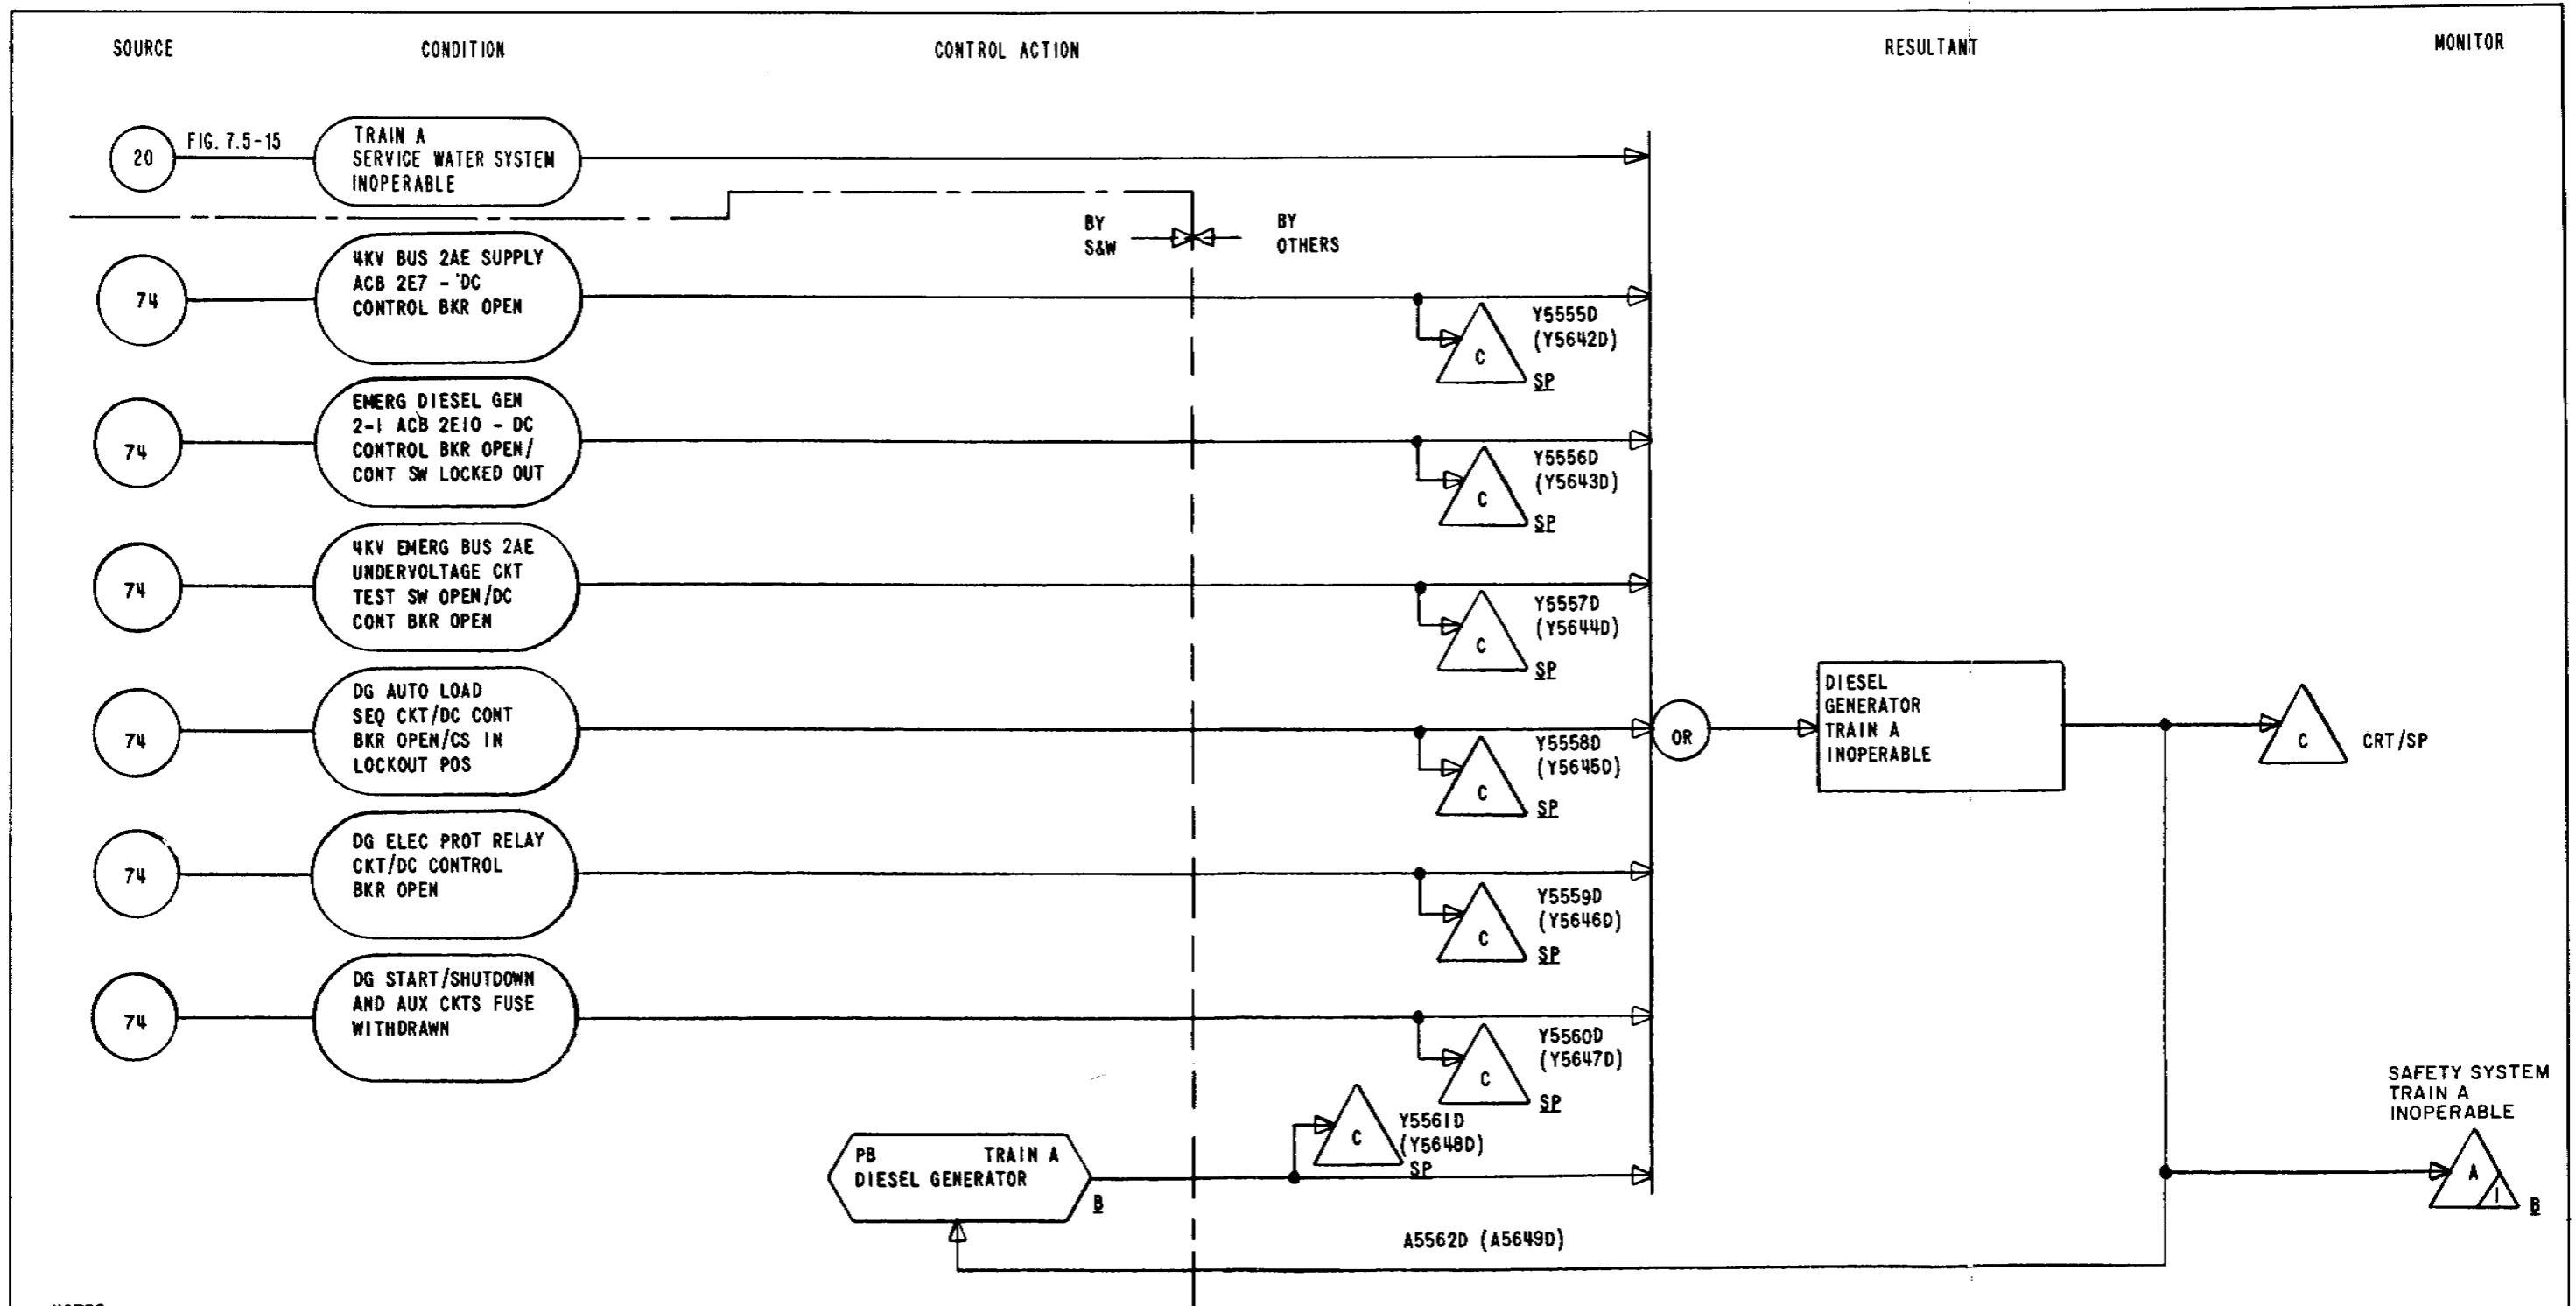 SOURCE
CONDITION
CONTROL ACTION
RESULTANT
MONITOR
20
FIG. 7.5-15
TRAIN A
SERVICE WATER SYSTEM
INOPERABLE
BY
S&W
BY
OTHERS
74
4KV BUS 2AE SUPPLY
ACB 2E7 - DC
CONTROL BKR OPEN
C
Y5555D
(Y5642D)
SP
74
EMERG DIESEL GEN
2-1 ACB 2E10 - DC
CONTROL BKR OPEN/
CONT SW LOCKED OUT
C
Y5556D
(Y5643D)
SP
74
4KV EMERG BUS 2AE
UNDERVOLTAGE CKT
TEST SW OPEN/DC
CONT BKR OPEN
C
Y5557D
(Y5644D)
SP
74
DG AUTO LOAD
SEQ CKT/DC CONT
BKR OPEN/CS IN
LOCKOUT POS
C
Y5558D
(Y5645D)
SP
OR
DIESEL
GENERATOR
TRAIN A
INOPERABLE
C
CRT/SP
74
DG ELEC PROT RELAY
CKT/DC CONTROL
BKR OPEN
C
Y5559D
(Y5646D)
SP
74
DG START/SHUTDOWN
AND AUX CKTS FUSE
WITHDRAWN
C
Y5560D
(Y5647D)
SP
PB TRAIN A
DIESEL GENERATOR
B
C
Y5561D
(Y5648D)
SP
SAFETY SYSTEM
TRAIN A
INOPERABLE
A
1
B
A5562D (A5649D)